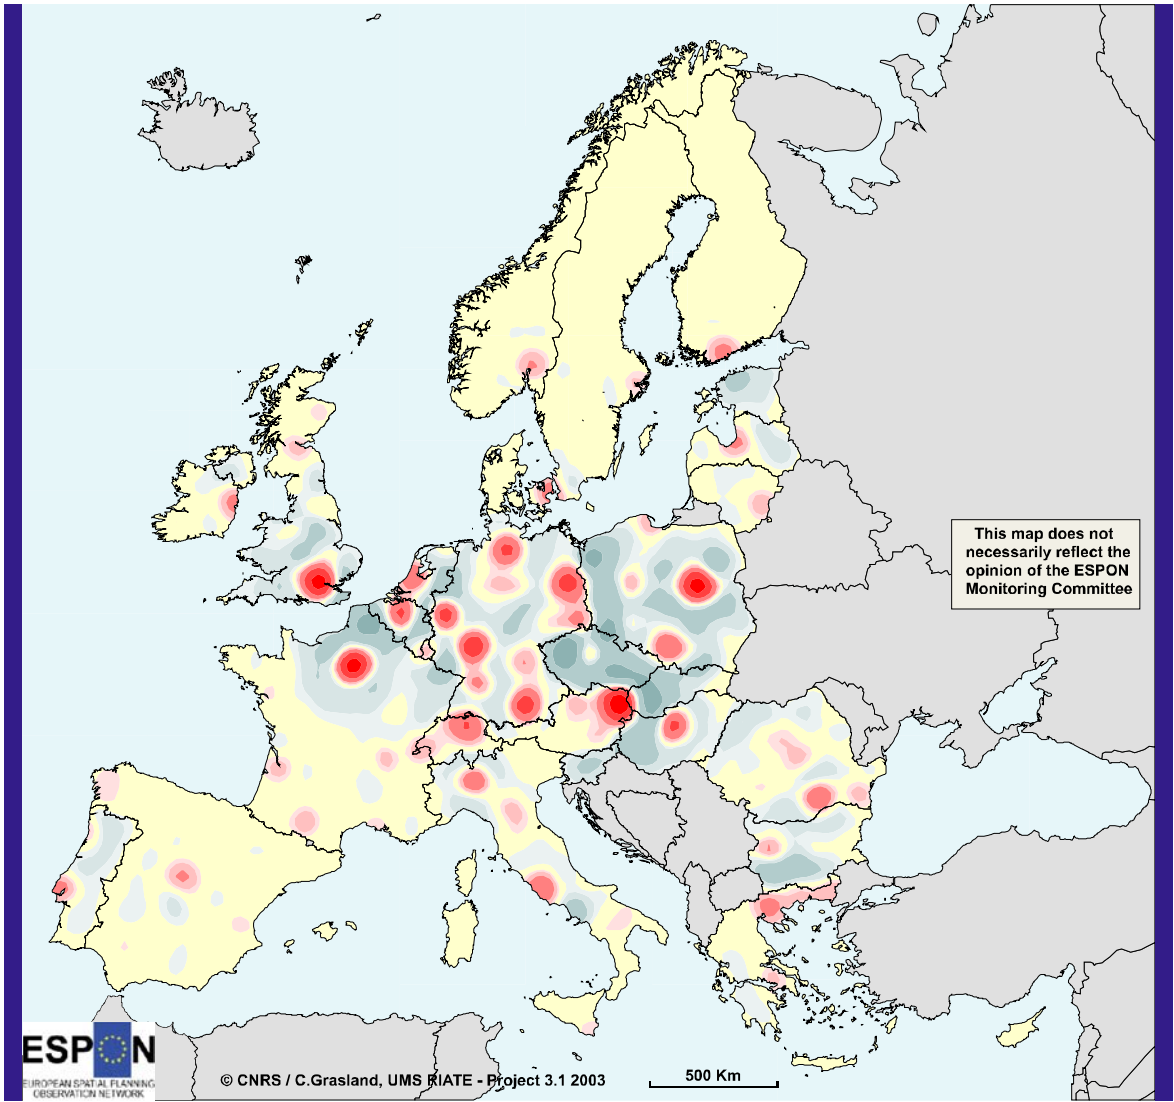 This map does not
necessarily reflect the
opinion of the ESPON
Monitoring Committee
ESPON
EUROPEAN SPATIAL PLANNING
OBSERVATION NETWORK
© CNRS / C.Grasland, UMS RIATE - Project 3.1 2003
500 Km